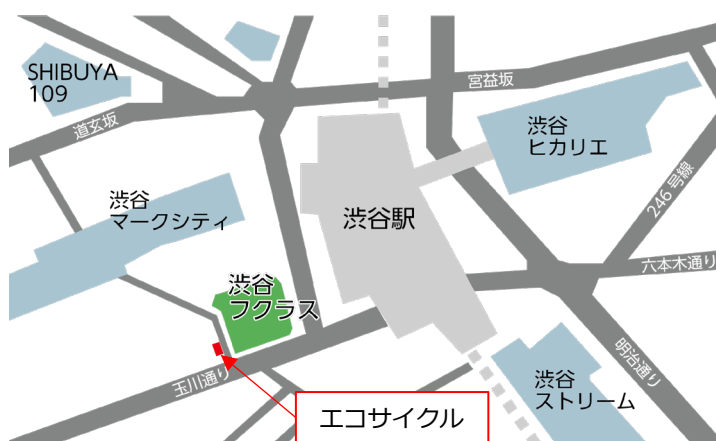 SHIBUYA
109
道玄坂
宮益坂
渋谷
ヒカリエ
渋谷
マークシティ
渋谷駅
246号線
六本木通り
渋谷
フクラス
玉川通り
明治通り
渋谷
ストリーム
エコサイクル